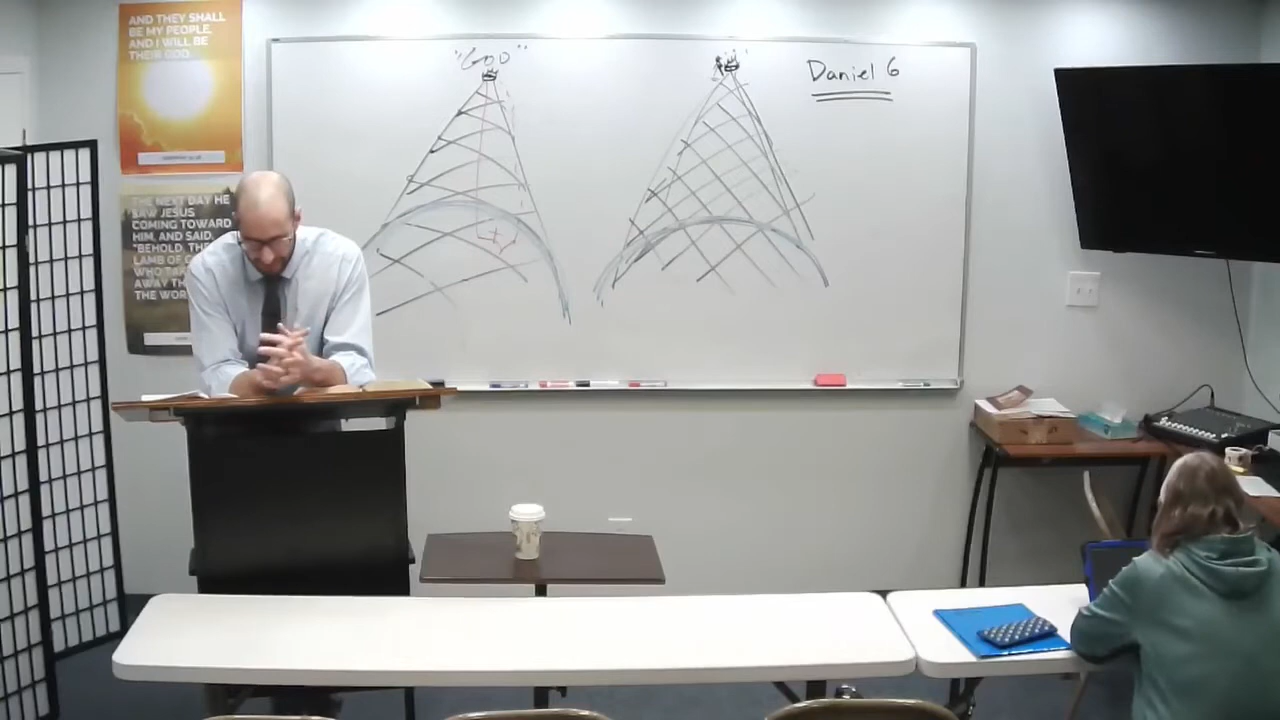 AND THEY SHALL
BE MY PEOPLE,
AND I WILL BE
THEIR GOD.
THE NEXT DAY HE
SAW JESUS
COMING TOWARD
HIM, AND SAID,
"BEHOLD, THE
LAMB OF G
WHO TA
AWAY TH
THE WOR
"GOD"
Daniel 6